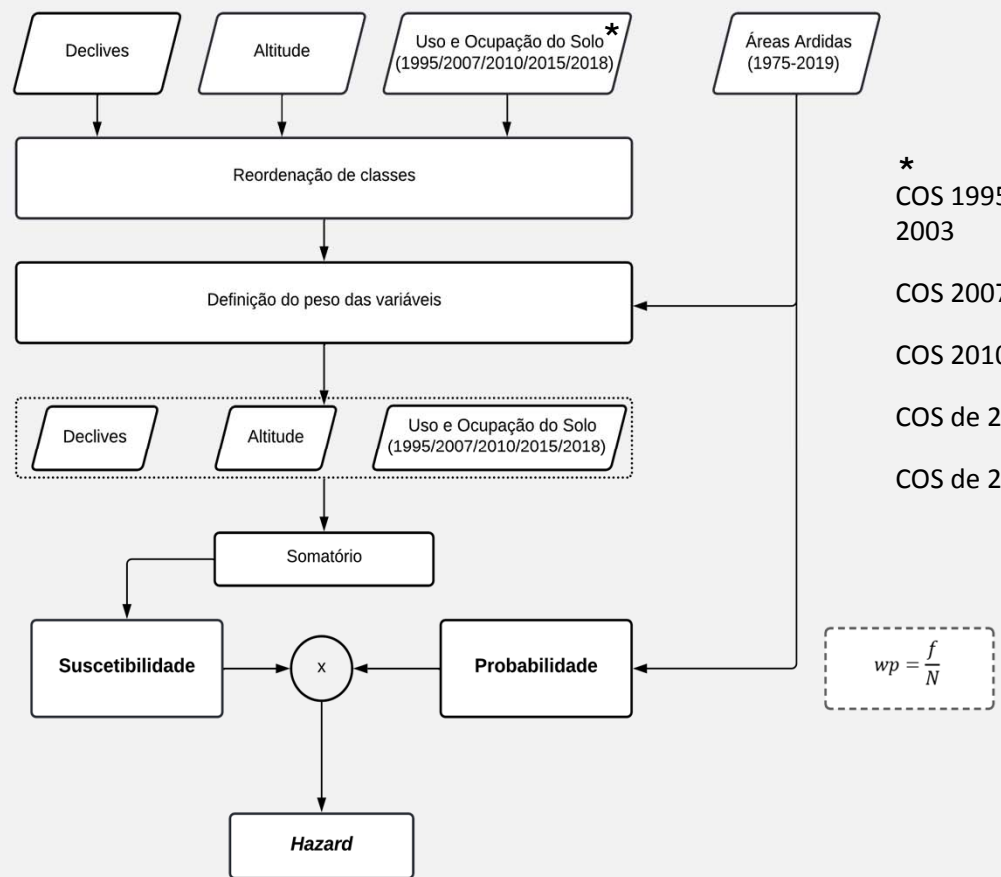 Declives
Altitude
Uso e Ocupação do Solo*
(1995/2007/2010/2015/2018)
Áreas Ardidas
(1975-2019)
Reordenação de classes
Definição do peso das variáveis
Declives
Altitude
Uso e Ocupação do Solo
(1995/2007/2010/2015/2018)
Somatório
Suscetibilidade
x
Probabilidade
Hazard
*
COS 1995
2003
COS 2007
COS 2010
COS de 2
COS de 2
wp = f/N